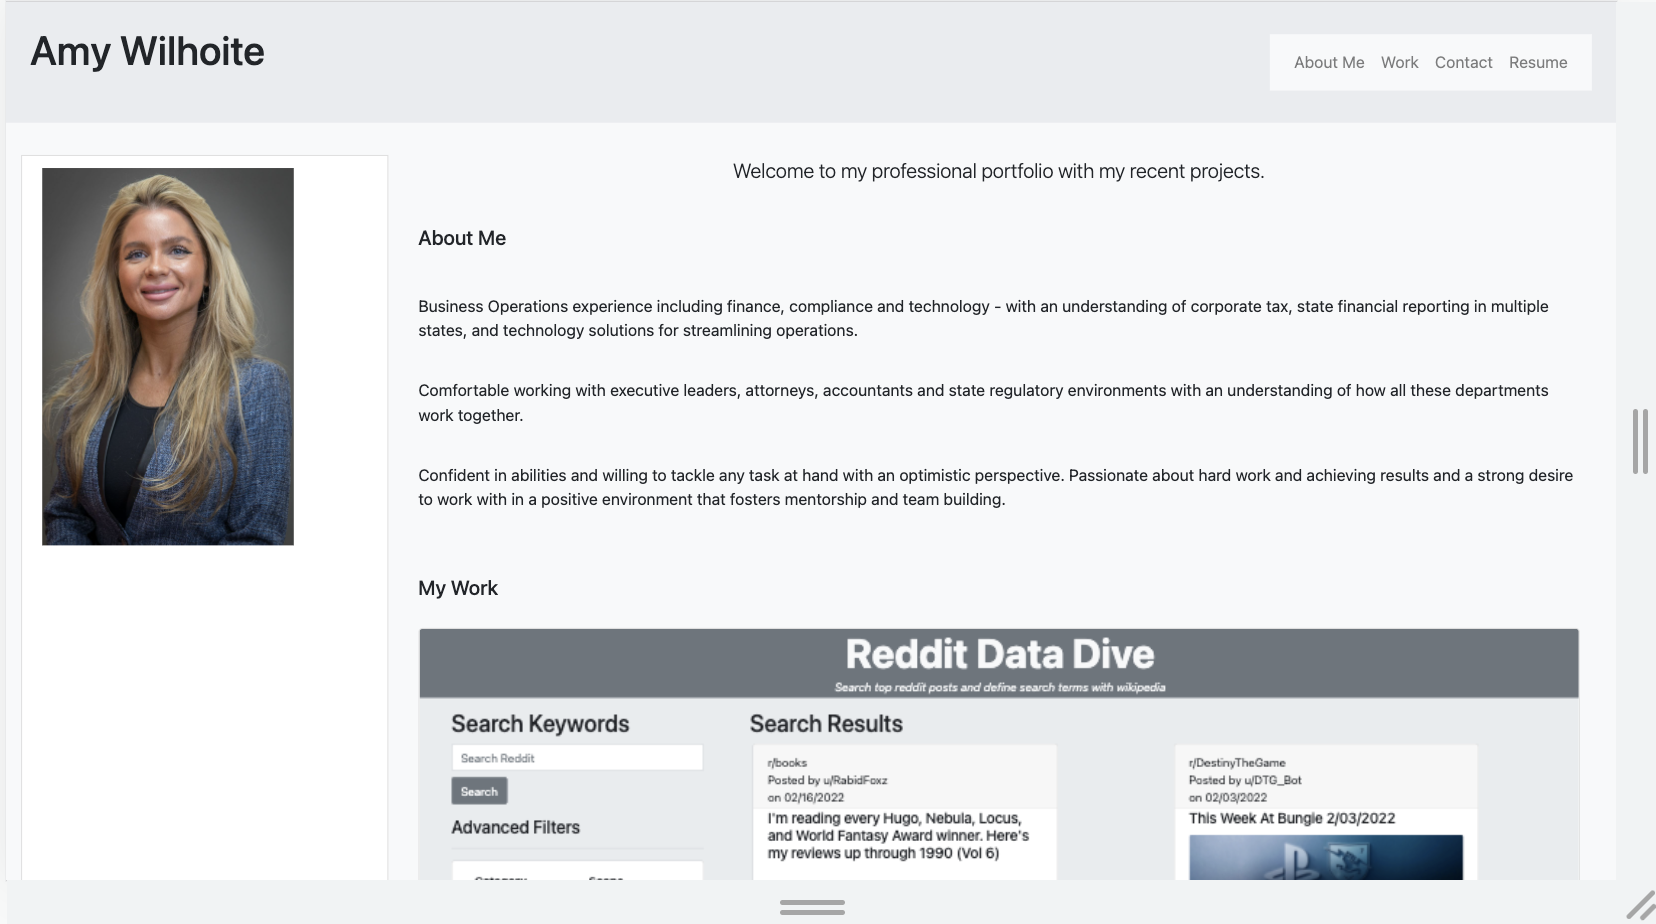 Amy Wilhoite
About Me Work Contact Resume
Welcome to my professional portfolio with my recent projects.
About Me
Business Operations experience including finance, compliance and technology - with an understanding of corporate tax, state financial reporting in multiple
states, and technology solutions for streamlining operations.
Comfortable working with executive leaders, attorneys, accountants and state regulatory environments with an understanding of how all these departments
work together.
Confident in abilities and willing to tackle any task at hand with an optimistic perspective. Passionate about hard work and achieving results and a strong desire
to work with in a positive environment that fosters mentorship and team building.
My Work
Reddit Data Dive
Search top reddit posts and define search terms with wikipedia
Search Keywords
Search Reddit
Search
Advanced Filters
Search Results
r/books
Posted by u/RabidFoxz
on 02/16/2022
I'm reading every Hugo, Nebula, Locus,
and World Fantasy Award winner. Here's
my reviews up through 1990 (Vol 6)
r/DestinyTheGame
Posted by u/DTG_Bot
on 02/03/2022
This Week At Bungie 2/03/2022